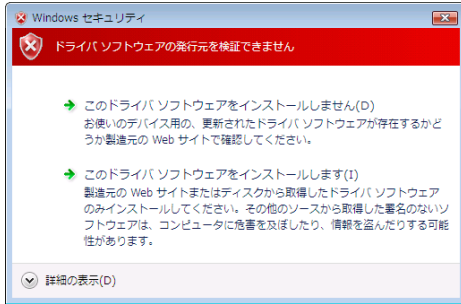 Windows セキュリティ
ドライバ ソフトウェアの発行元を検証できません
このドライバ ソフトウェアをインストールしません(D)
お使いのデバイス用の、更新されたドライバ ソフトウェアが存在するかど
うか製造元の Web サイトで確認してください。
このドライバ ソフトウェアをインストールします(I)
製造元の Web サイトまたはディスクから取得したドライバ ソフトウェア
のみインストールしてください。その他のソースから取得した署名のないソ
フトウェアは、コンピュータに危害を及ぼしたり、情報を盗んだりする可能
性があります。
詳細の表示(D)